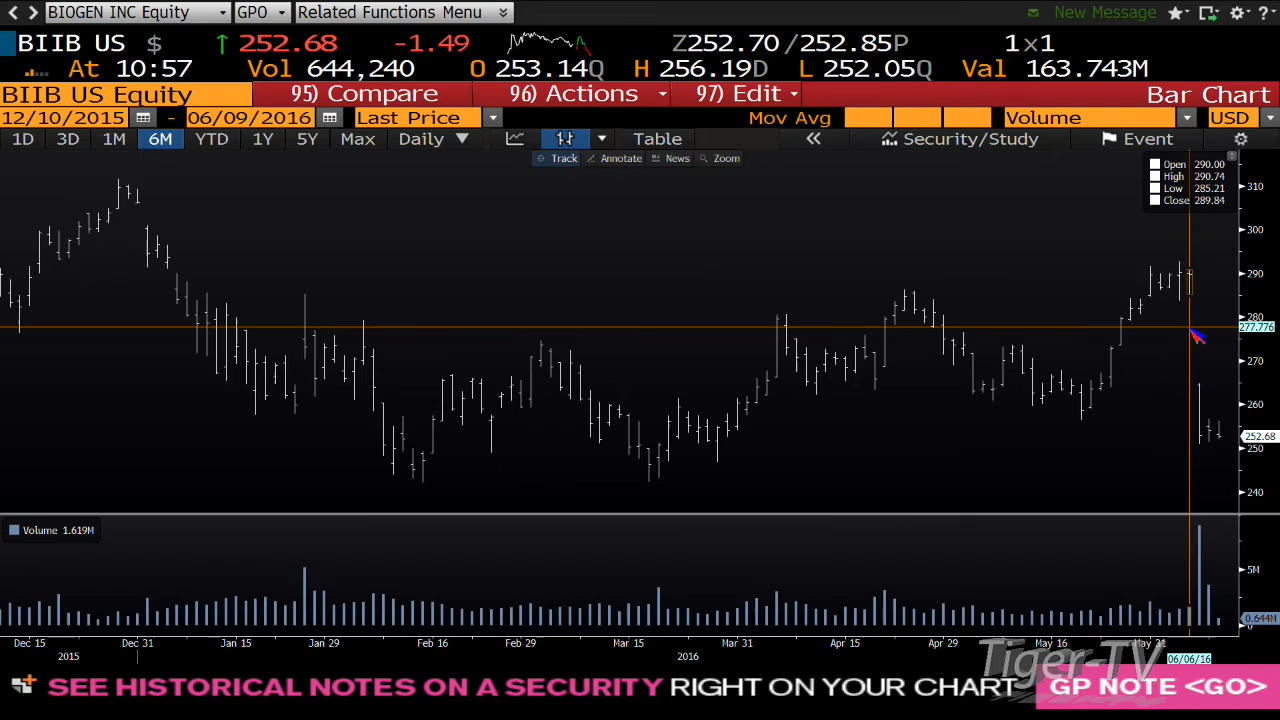 BIOGEN INC Equity GPO Related Functions Menu New Message ?
BIIB US $ ↑ 252.68 -1.49 Z252.70/252.85P 1x1
At 10:57 Vol 644,240 O 253.14Q H 256.19D L 252.05Q Val 163.743M
BIIB US Equity 95) Compare 96) Actions 97) Edit Bar Chart
12/10/2015 - 06/09/2016 Last Price Mov Avg Volume USD
1D 3D 1M 6M YTD 1Y 5Y Max Daily Table « Security/Study Event
Track Annotate News Zoom
Open 290.00
High 290.74
Low 285.21
Close 289.84
310
300
290
280
277.776
270
260
252.68
250
240
Volume 1.619M
5M
0.644M
0
Dec 15 Dec 31 Jan 15 Jan 29 Feb 16 Feb 29 Mar 15 Mar 31 Apr 15 Apr 29 May 16 May 31
2015 2016 06/06/16
Tiger-TV
SEE HISTORICAL NOTES ON A SECURITY RIGHT ON YOUR CHART GP NOTE <GO>